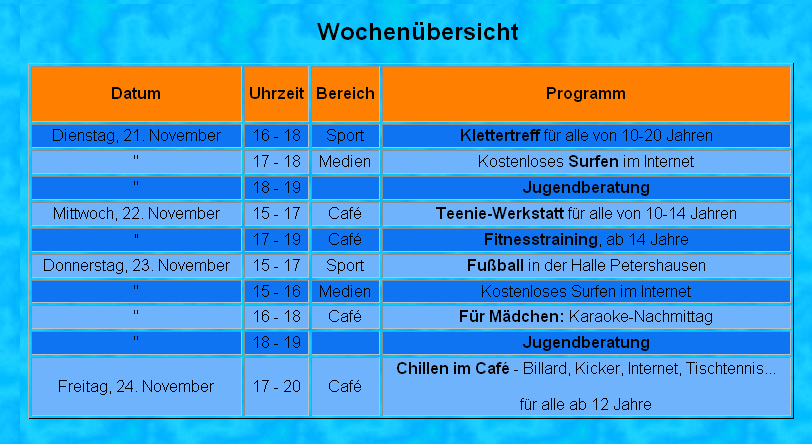 Wochenübersicht
Datum Uhrzeit Bereich Programm
Dienstag, 21. November 16 - 18 Sport Klettertreff für alle von 10-20 Jahren
" 17 - 18 Medien Kostenloses Surfen im Internet
" 18 - 19 Jugendberatung
Mittwoch, 22. November 15 - 17 Café Teenie-Werkstatt für alle von 10-14 Jahren
" 17 - 19 Café Fitnesstraining, ab 14 Jahre
Donnerstag, 23. November 15 - 17 Sport Fußball in der Halle Petershausen
" 15 - 16 Medien Kostenloses Surfen im Internet
" 16 - 18 Café Für Mädchen: Karaoke-Nachmittag
" 18 - 19 Jugendberatung
Freitag, 24. November 17 - 20 Café Chillen im Café - Billard, Kicker, Internet, Tischtennis...
für alle ab 12 Jahre